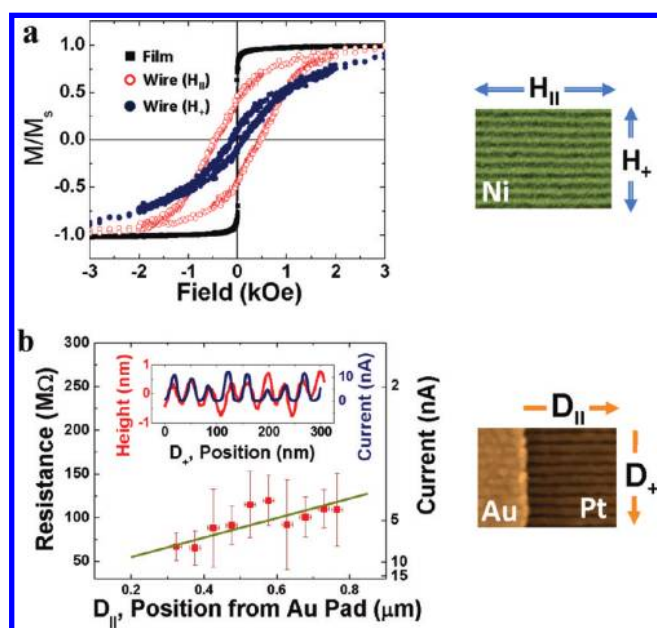 a
M/Ms
1.0
0.5
0.0
-0.5
-1.0
Film
Wire (H||)
Wire (H+)
-3 -2 -1 0 1 2 3
Field (kOe)
H||
H+
Ni
b
Resistance (MΩ)
300
250
200
150
100
50
Height (nm)
1
0
-1
10
0
Current (nA)
0 100 200 300
D+, Position (nm)
2
5
10
15
Current (nA)
0.2 0.4 0.6 0.8
D||, Position from Au Pad (μm)
D||
D+
Au Pt